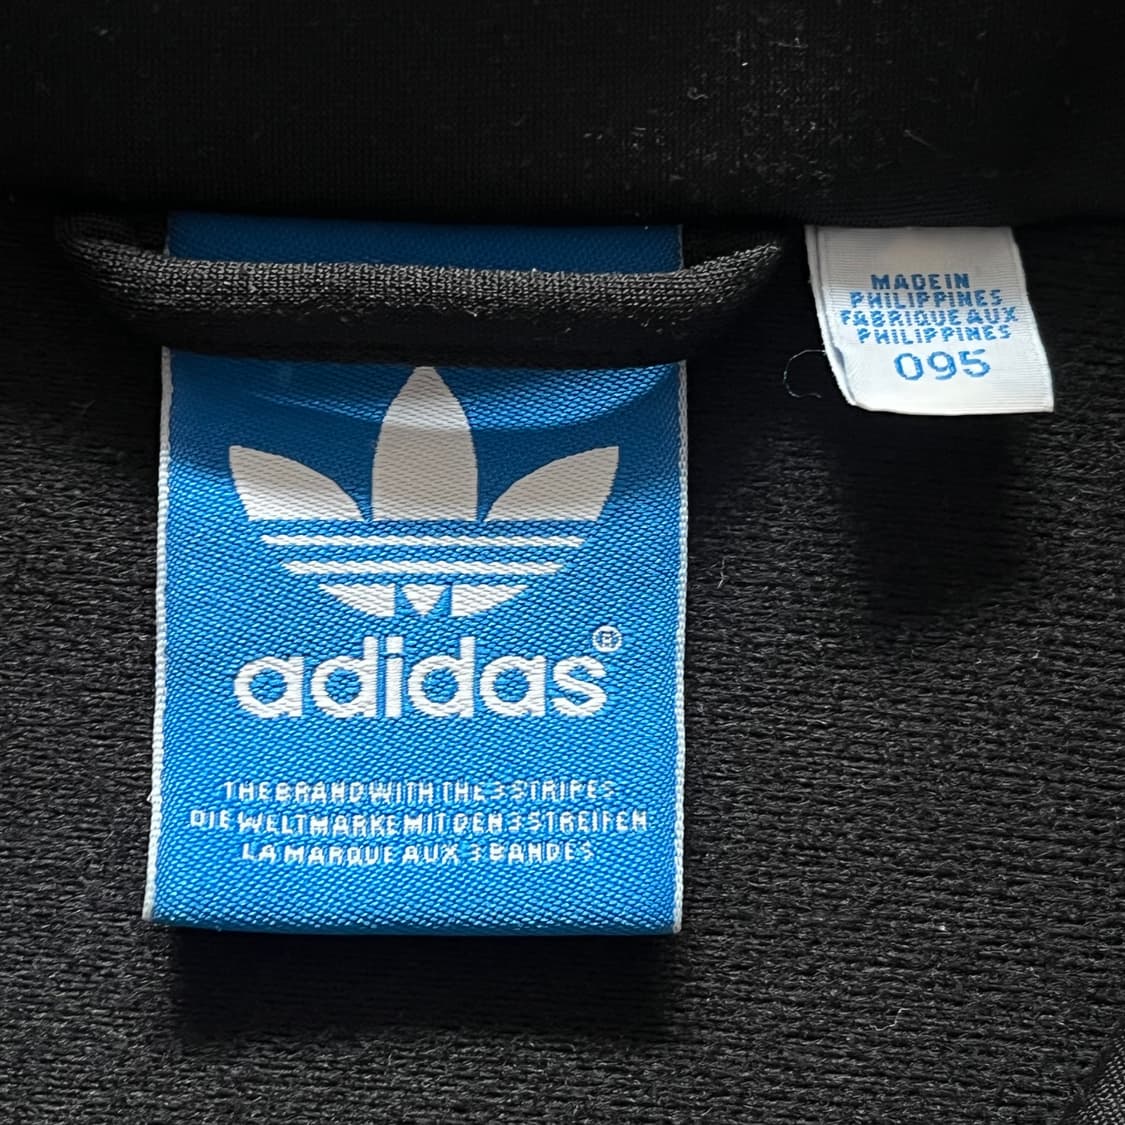 adidas®
THE BRAND WITH THE 3 STRIPES
DIE WELTMARKE MIT DEN 3 STREIFEN
LA MARQUE AUX 3 BANDES
MADE IN
PHILIPPINES
FABRIQUE AUX
PHILIPPINES
095